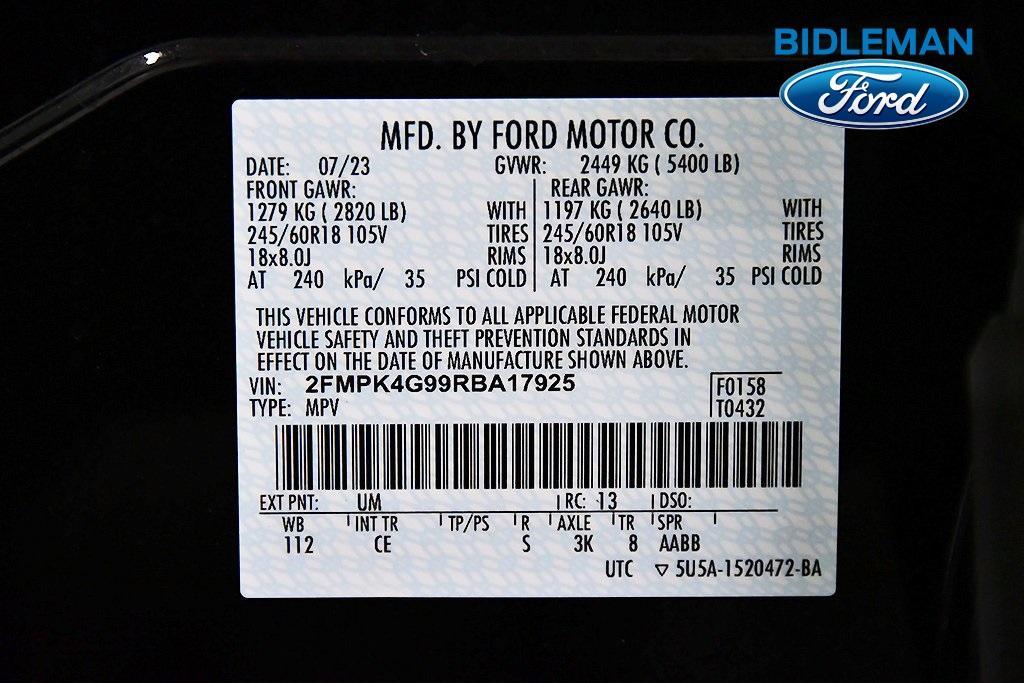 BIDLEMAN
Ford
MFD. BY FORD MOTOR CO.
DATE: 07/23 GVWR: 2449 KG ( 5400 LB)
FRONT GAWR: REAR GAWR:
1279 KG ( 2820 LB) WITH 1197 KG ( 2640 LB) WITH
245/60R18 105V TIRES 245/60R18 105V TIRES
18x8.0J RIMS 18x8.0J RIMS
AT 240 kPa/ 35 PSI COLD AT 240 kPa/ 35 PSI COLD
THIS VEHICLE CONFORMS TO ALL APPLICABLE FEDERAL MOTOR
VEHICLE SAFETY AND THEFT PREVENTION STANDARDS IN
EFFECT ON THE DATE OF MANUFACTURE SHOWN ABOVE.
VIN: 2FMPK4G99RBA17925 F0158
TYPE: MPV T0432
EXT PNT: UM RC: 13 DSO:
WB INT TR TP/PS R AXLE TR SPR
112 CE S 3K 8 AABB
UTC ▽ 5U5A-1520472-BA